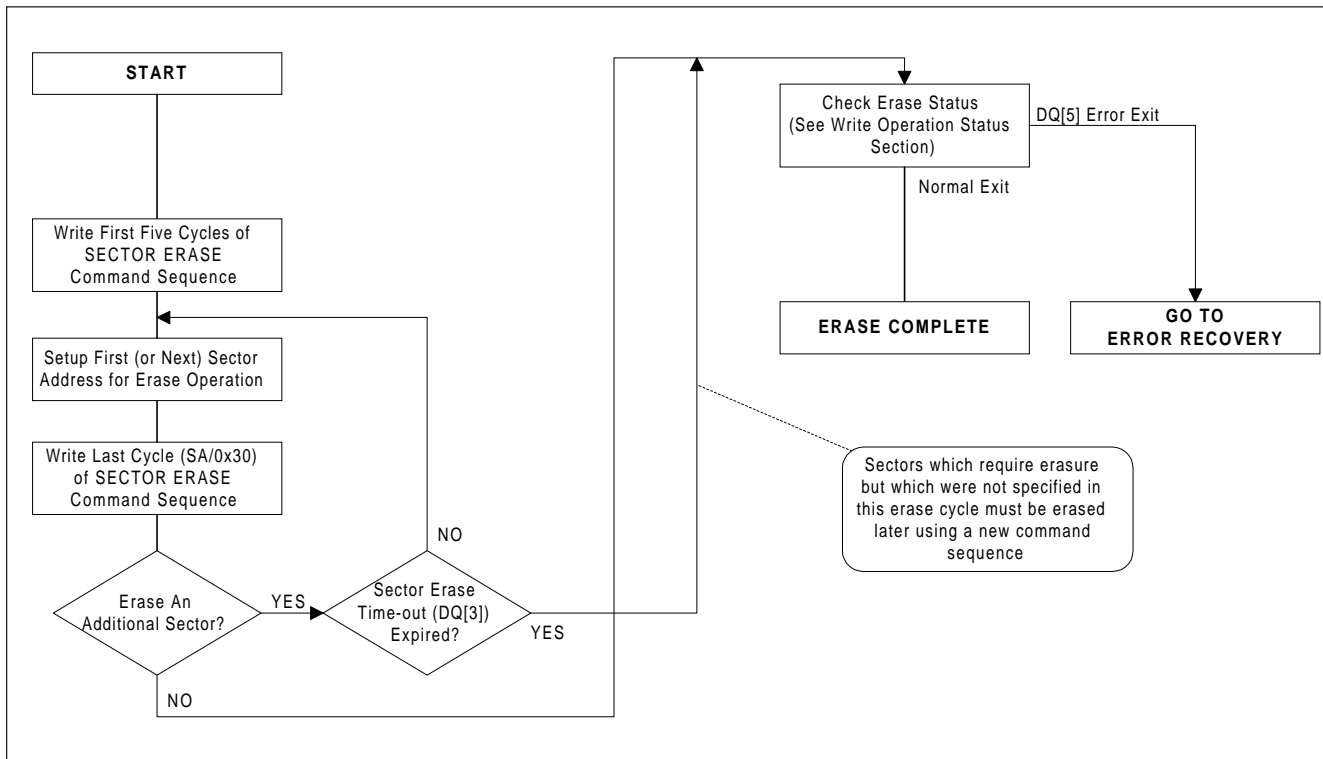 START
Write First Five Cycles of
SECTOR ERASE
Command Sequence
Setup First (or Next) Sector
Address for Erase Operation
Write Last Cycle (SA/0x30)
of SECTOR ERASE
Command Sequence
Erase An
Additional Sector?
YES
NO
Sector Erase
Time-out (DQ[3])
Expired?
NO
YES
Check Erase Status
(See Write Operation Status
Section)
DQ[5] Error Exit
Normal Exit
ERASE COMPLETE
GO TO
ERROR RECOVERY
Sectors which require erasure
but which were not specified in
this erase cycle must be erased
later using a new command
sequence